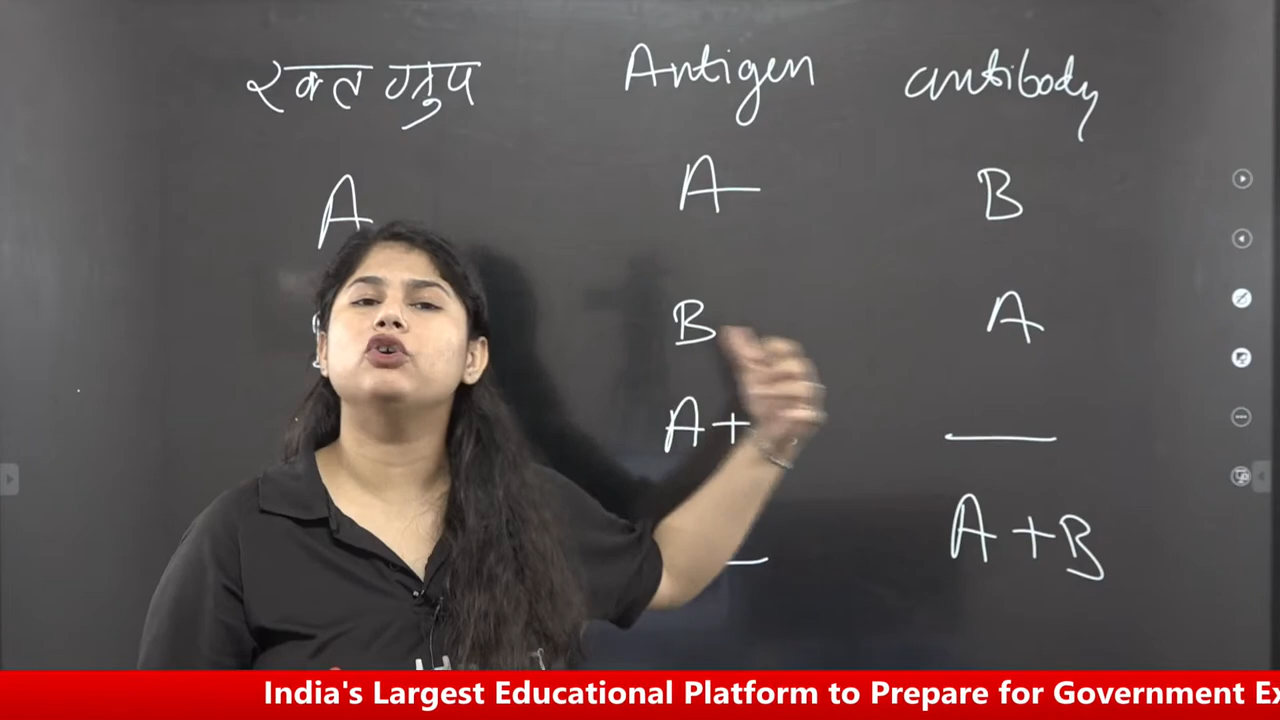 रक्त ग्रुप Antigen antibody
A A B
B A
A+ —
— A+B
India's Largest Educational Platform to Prepare for Government Ex